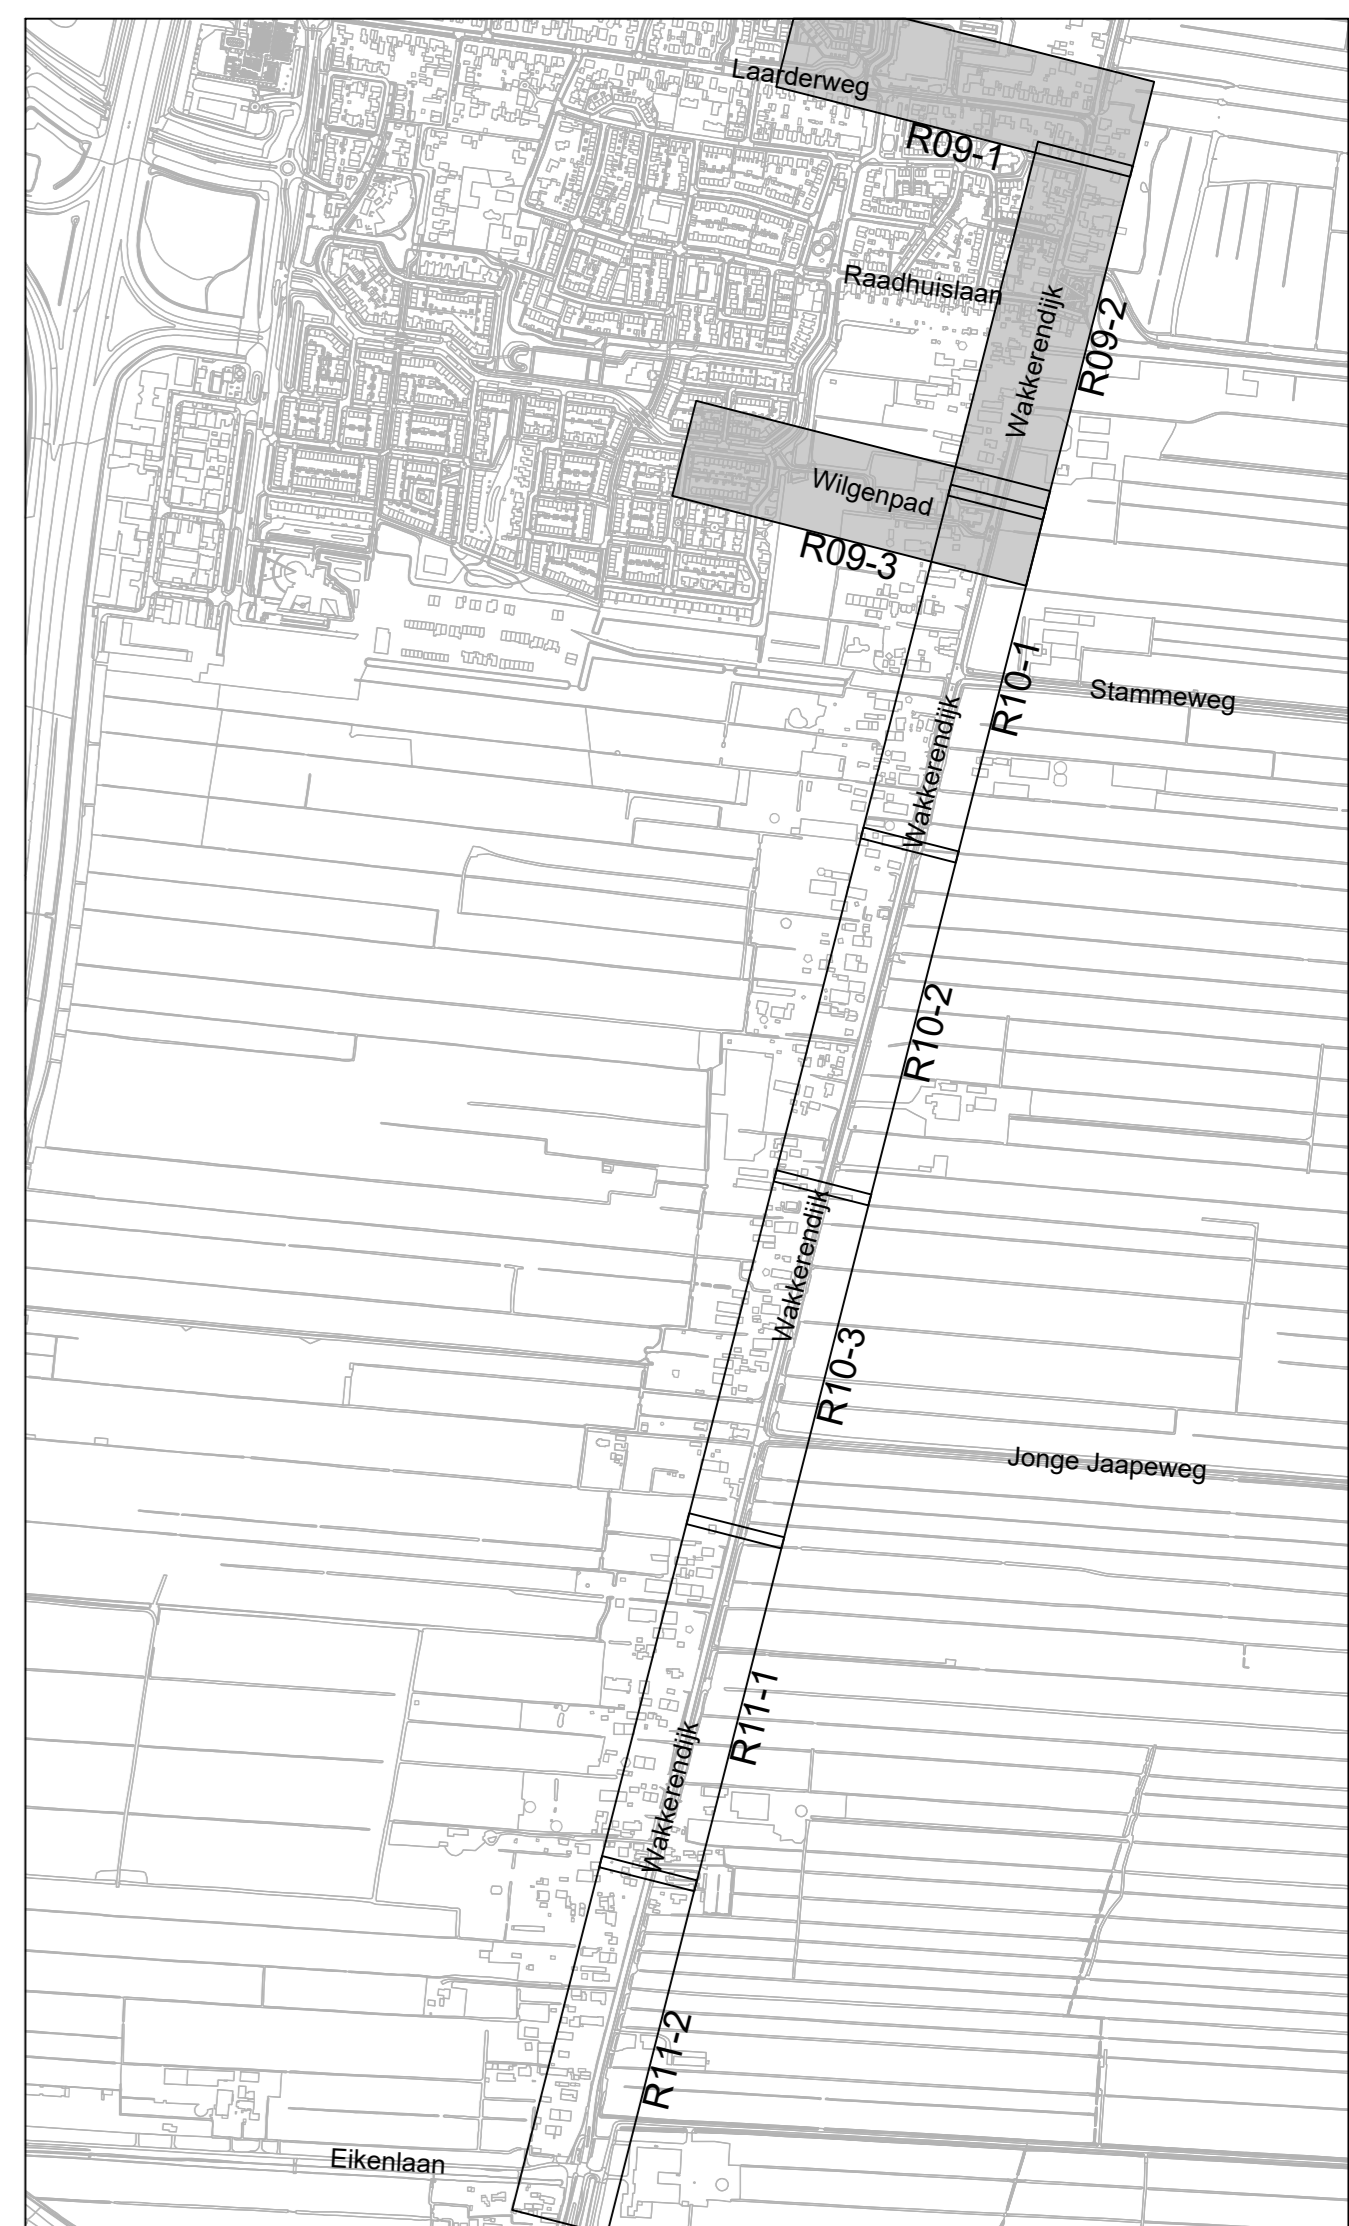 Laarderweg
R09-1
Raadhuislaan
Wakkerendijk
R09-2
Wilgenpad
R09-3
R10-1
Stammeweg
Wakkerendijk
R10-2
Wakkerendijk
R10-3
Jonge Jaapeweg
R11-1
Wakkerendijk
R11-2
Eikenlaan